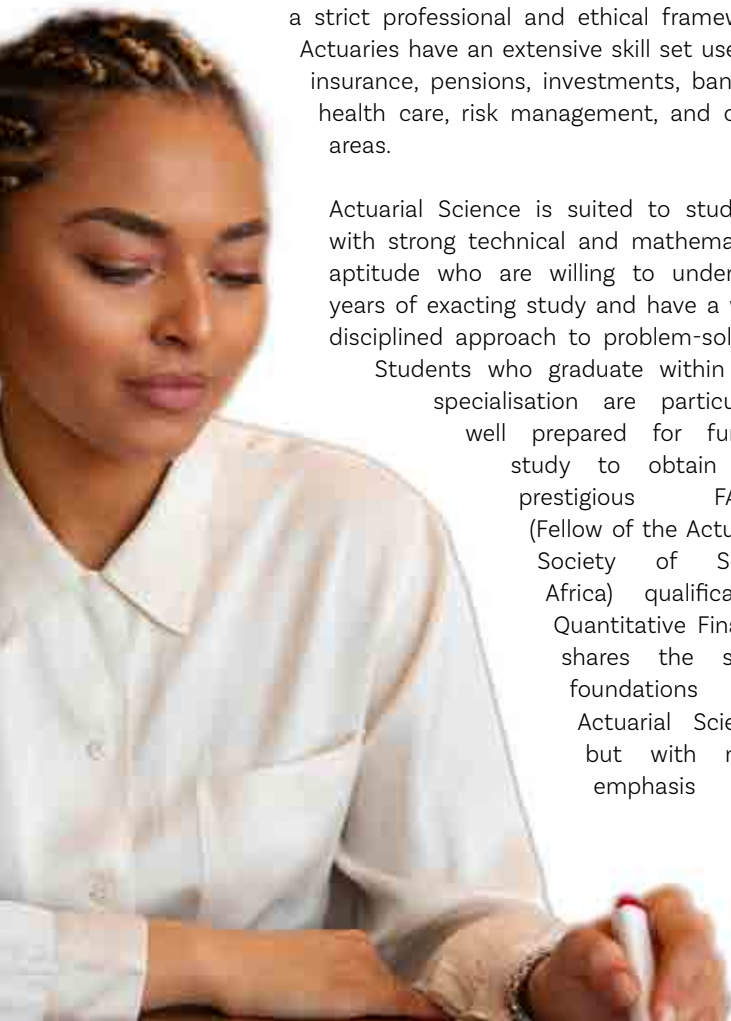 a strict professional and ethical framew
Actuaries have an extensive skill set use
insurance, pensions, investments, ban
health care, risk management, and o
areas.
Actuarial Science is suited to stud
with strong technical and mathema
aptitude who are willing to under
years of exacting study and have a
disciplined approach to problem-sol
Students who graduate within
specialisation are particu
well prepared for fur
study to obtain
prestigious FA
(Fellow of the Actu
Society of S
Africa) qualifica
Quantitative Fina
shares the s
foundations
Actuarial Scie
but with
emphasis